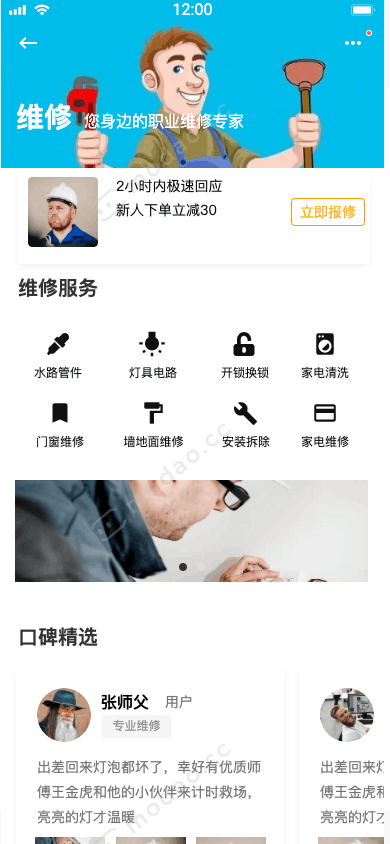 12:00
维修 您身边的职业维修专家
2小时内极速回应
新人下单立减30
立即报修
维修服务
水路管件 灯具电路 开锁换锁 家电清洗
门窗维修 墙地面维修 安装拆除 家电维修
modao.cc
口碑精选
张师父 用户
专业维修
出差回来灯泡都坏了，幸好有优质师
傅王金虎和他的小伙伴来计时救场，
亮亮的灯才温暖
出差回来
傅王金虎
亮亮的灯
modao.cc